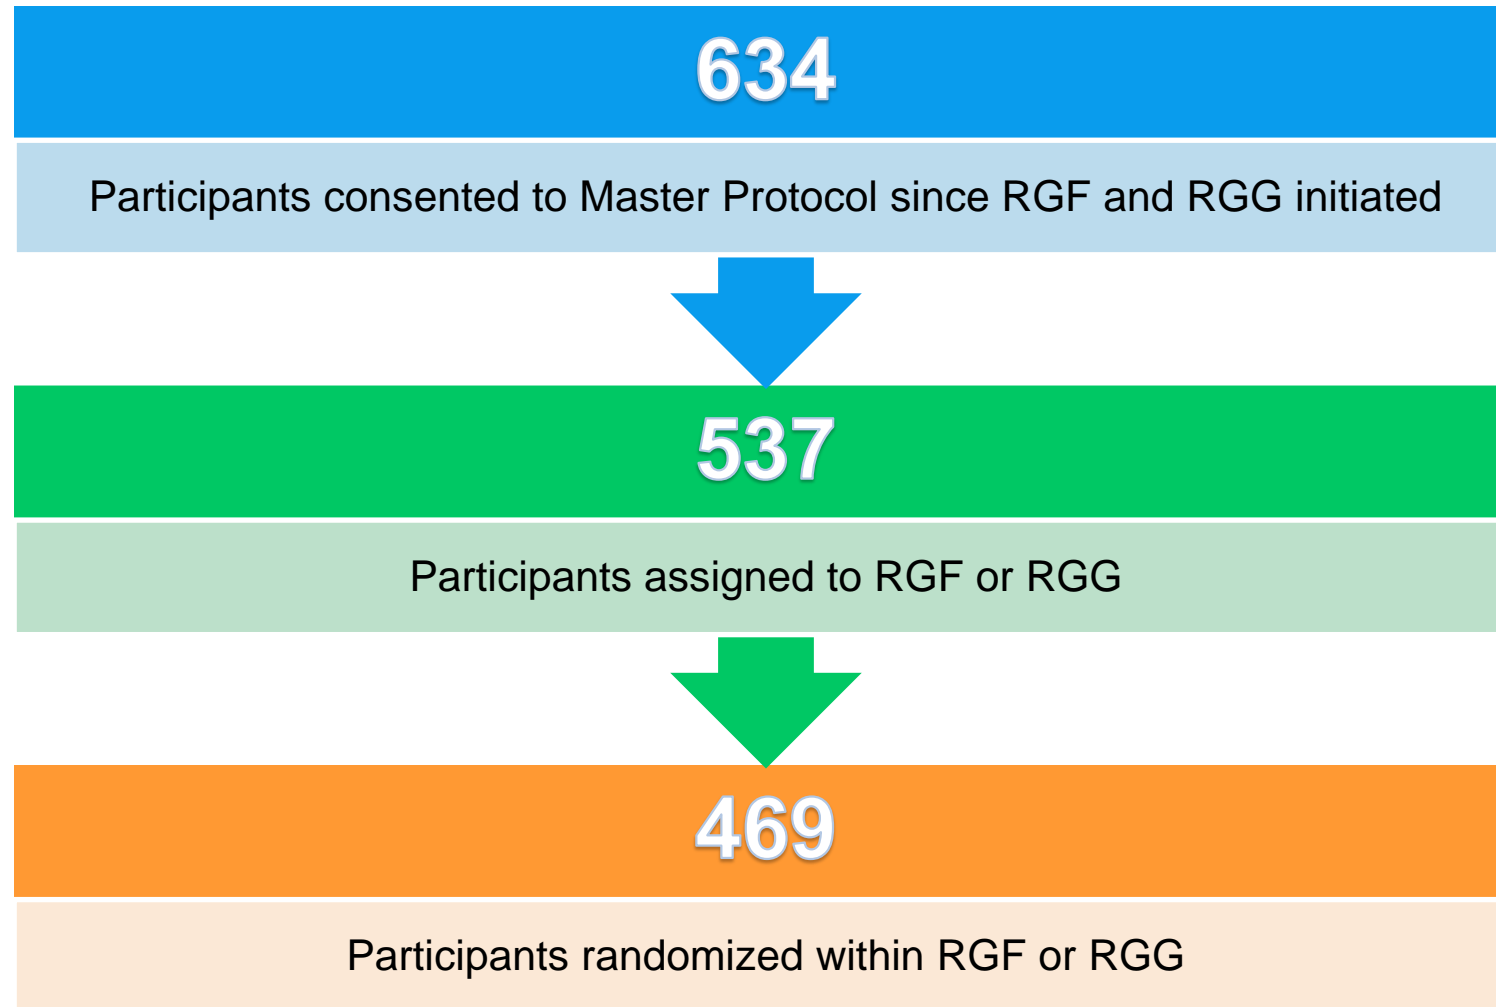 634
Participants consented to Master Protocol since RGF and RGG initiated
537
Participants assigned to RGF or RGG
469
Participants randomized within RGF or RGG